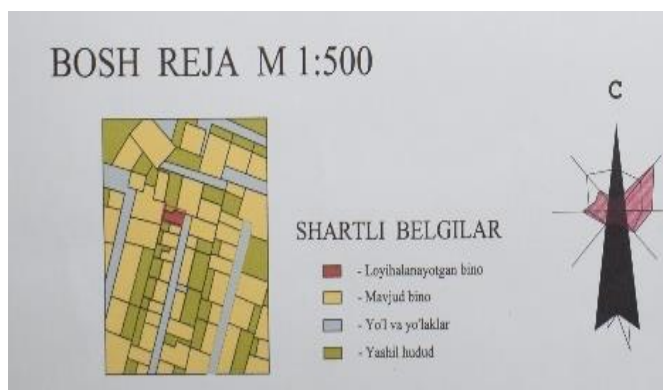 BOSH REJA M 1:500
C
SHARTLI BELGILAR
- Loyihalanayotgan bino
- Mavjud bino
- Yo'l va yo'laklar
- Yashil hudud